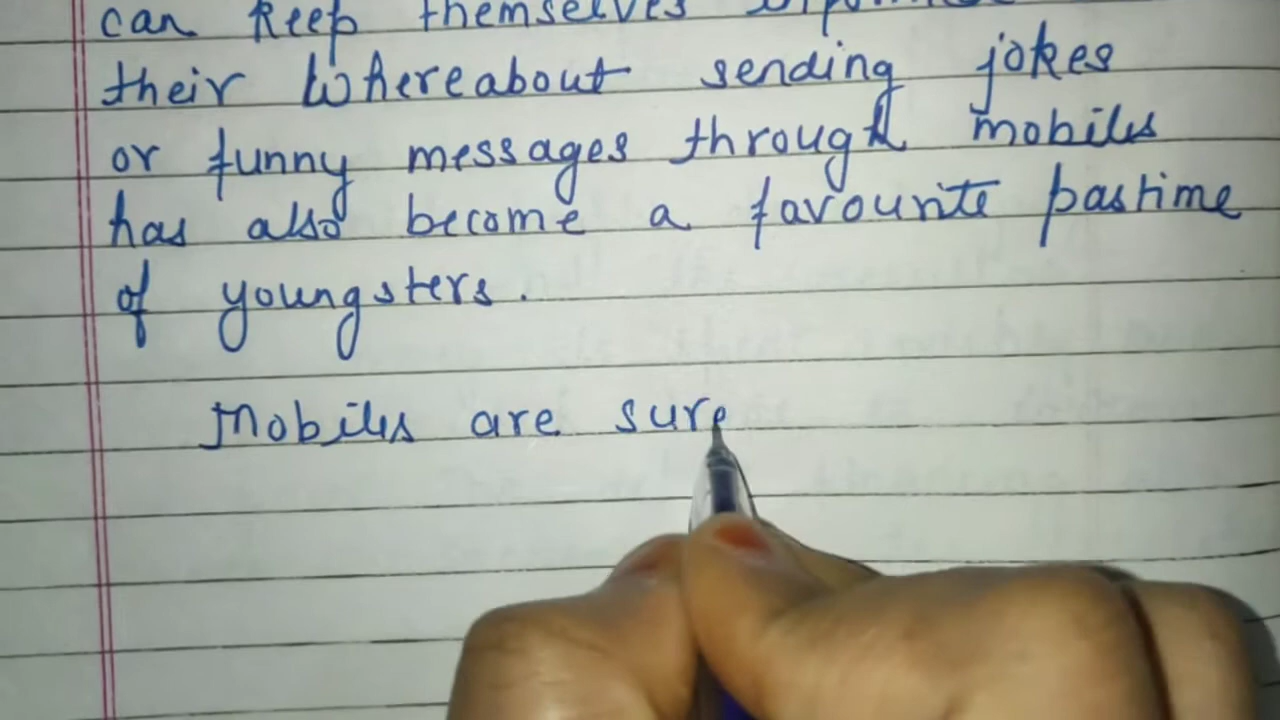 can keep themselves
their whereabout sending jokes
or funny messages through mobiles
has also become a favourite pastime
of youngsters.
Mobiles are sure